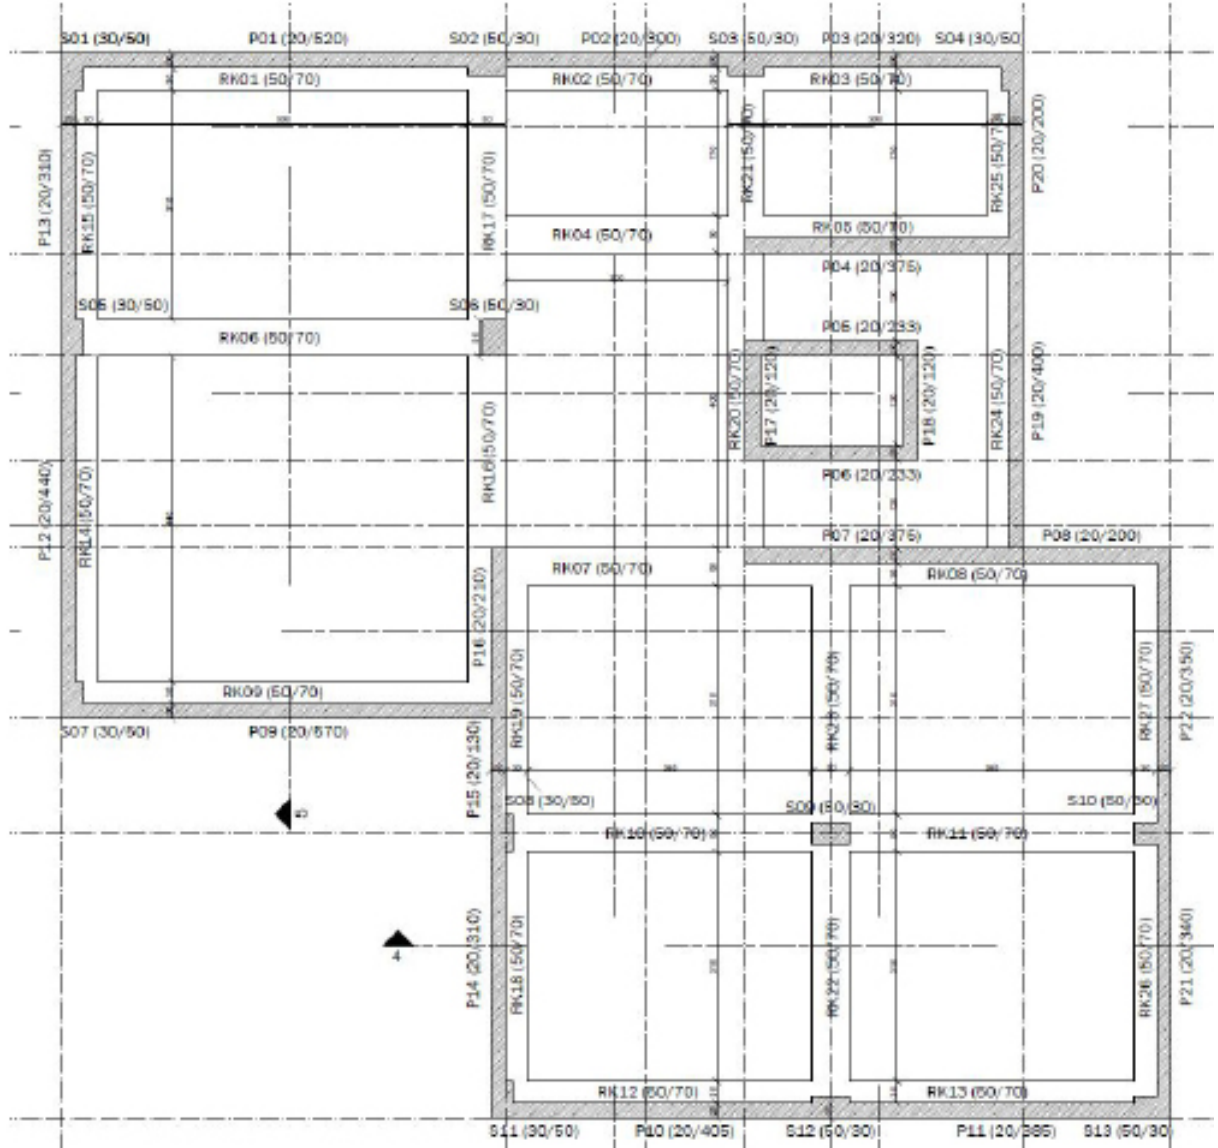 S01 (30/50)
P01 (20/520)
S02 (50/30)
P02 (20/300)
S03 (50/30)
P03 (20/320)
S04 (30/50)
RK01 (50/70)
RK02 (50/70)
RK03 (50/70)
P13 (20/310)
RK15 (50/70)
RK17 (50/70)
RK21 (50/70)
RK25 (50/70)
P20 (20/200)
RK04 (50/70)
RK05 (50/70)
P04 (20/375)
S05 (30/50)
S06 (50/30)
RK06 (50/70)
P05 (20/233)
RK20 (50/70)
P17 (20/120)
P18 (20/120)
RK24 (50/70)
P19 (20/400)
P12 (20/440)
RK14 (50/70)
RK16 (50/70)
P06 (20/233)
P07 (20/375)
P08 (20/200)
RK07 (50/70)
RK08 (50/70)
P16 (20/210)
RK09 (50/70)
S07 (30/50)
P09 (20/570)
P15 (20/130)
RK19 (50/70)
RK23 (50/70)
RK27 (50/70)
P22 (20/350)
S08 (30/50)
S09 (50/30)
S10 (50/30)
5
RK10 (50/70)
RK11 (50/70)
4
P14 (20/310)
RK18 (50/70)
RK22 (50/70)
RK26 (50/70)
P21 (20/340)
RK12 (50/70)
RK13 (50/70)
S11 (30/50)
P10 (20/405)
S12 (50/30)
P11 (20/385)
S13 (50/30)